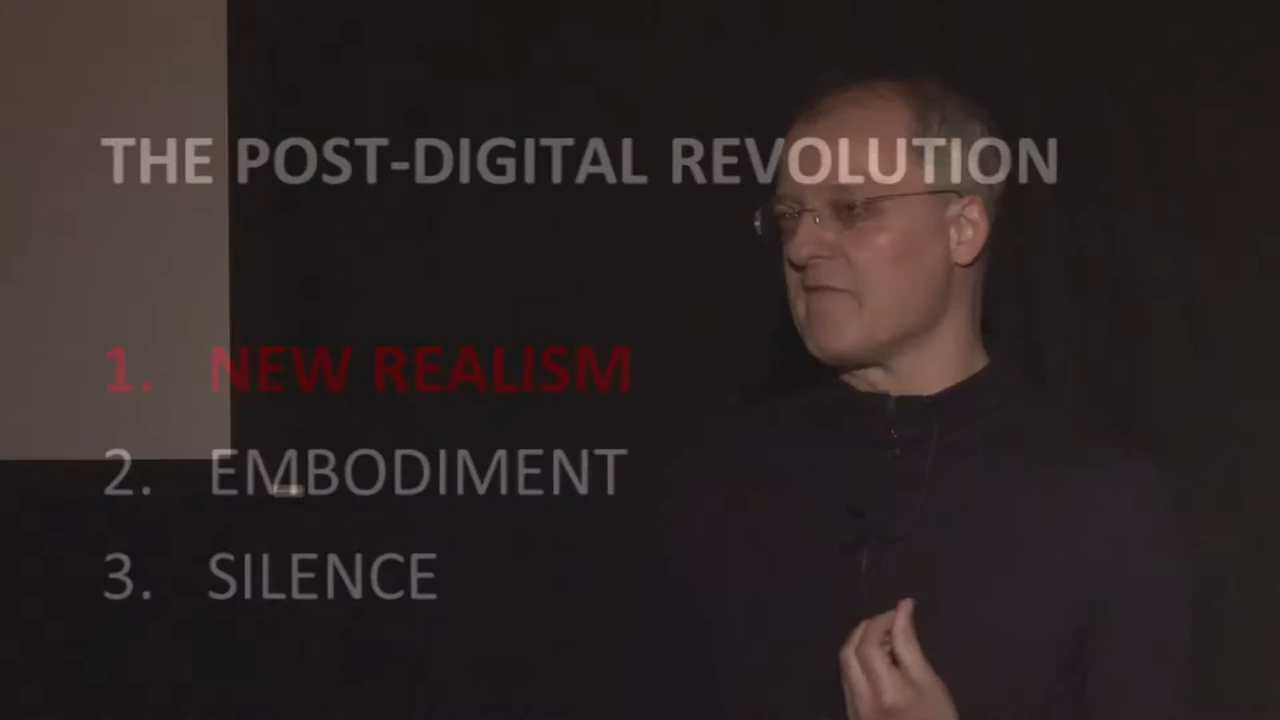 THE POST-DIGITAL REVOLUTION
1. NEW REALISM
2. EMBODIMENT
3. SILENCE